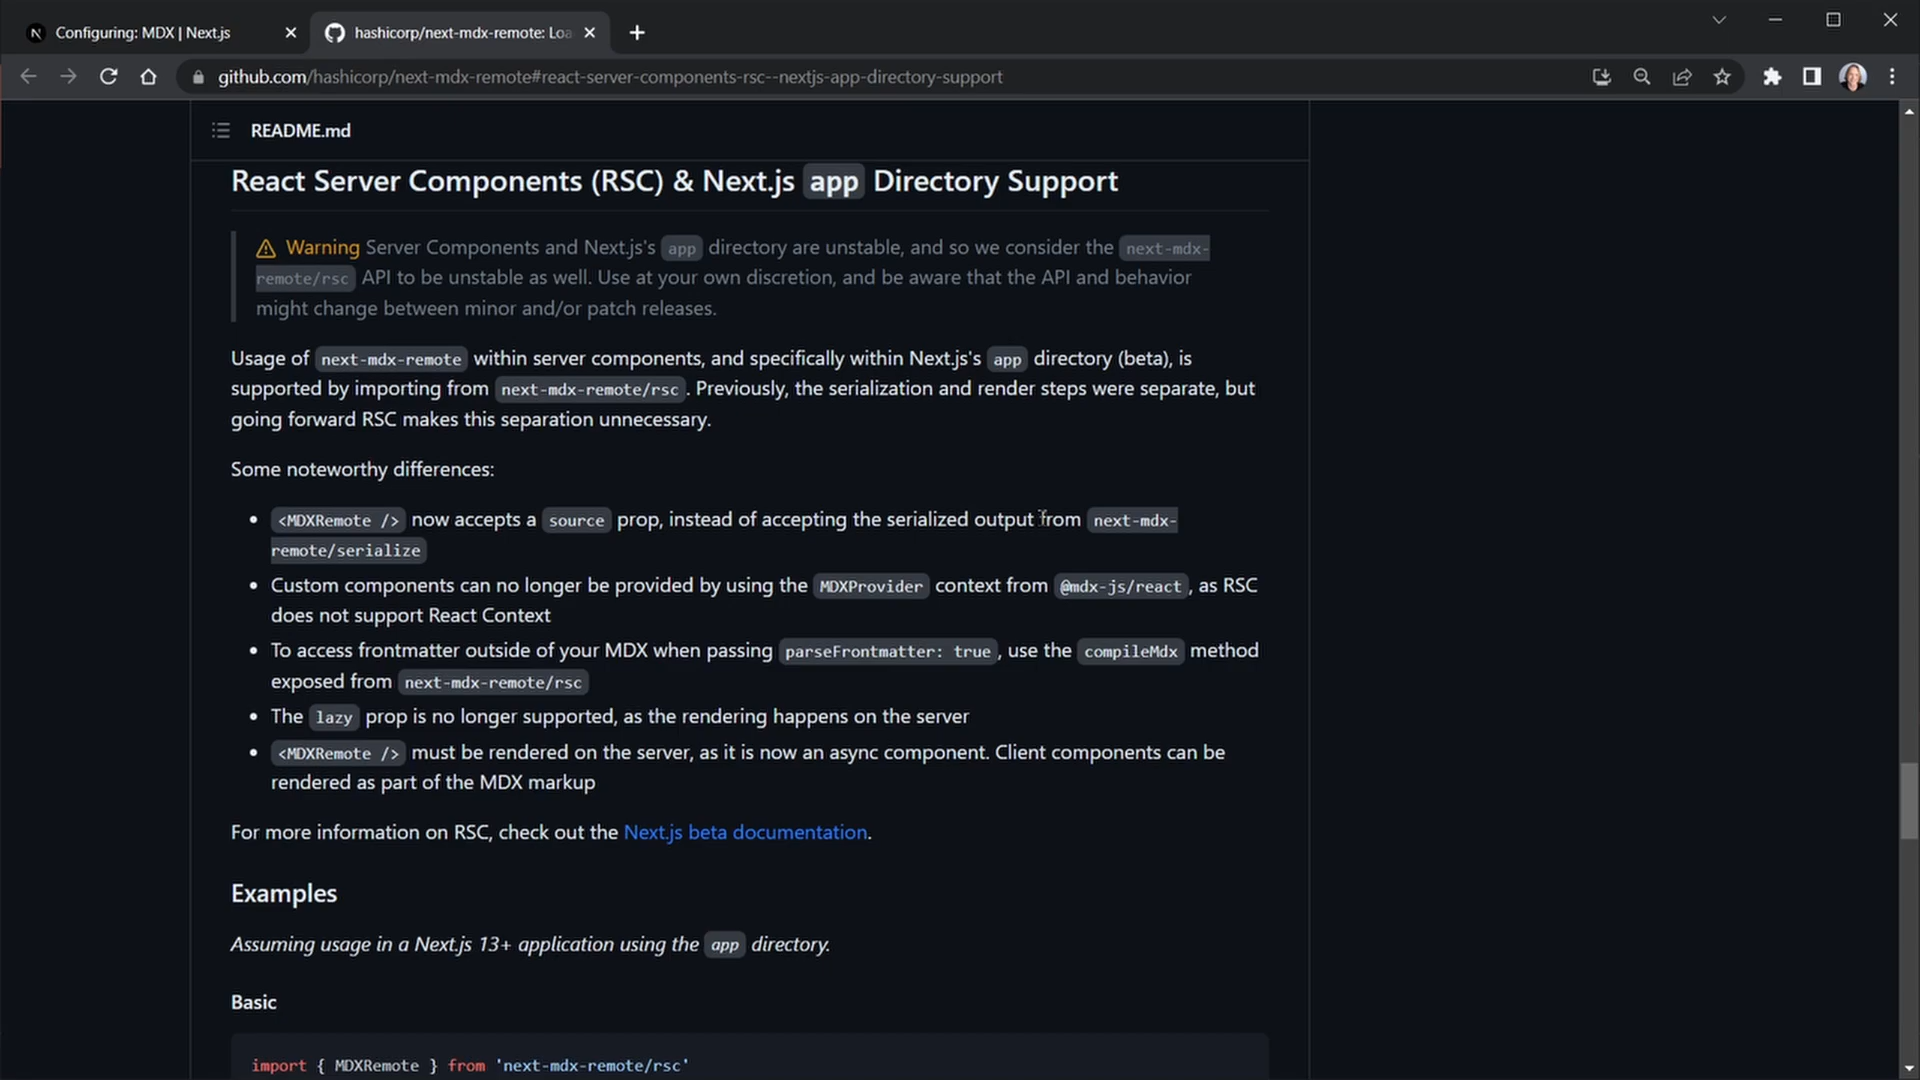 Configuring: MDX | Next.js
hashicorp/next-mdx-remote: Loa
github.com/hashicorp/next-mdx-remote#react-server-components-rsc--nextjs-app-directory-support
README.md
React Server Components (RSC) & Next.js app Directory Support
Warning Server Components and Next.js's app directory are unstable, and so we consider the next-mdx-
remote/rsc API to be unstable as well. Use at your own discretion, and be aware that the API and behavior
might change between minor and/or patch releases.
Usage of next-mdx-remote within server components, and specifically within Next.js's app directory (beta), is
supported by importing from next-mdx-remote/rsc. Previously, the serialization and render steps were separate, but
going forward RSC makes this separation unnecessary.
Some noteworthy differences:
• <MDXRemote /> now accepts a source prop, instead of accepting the serialized output from next-mdx-
remote/serialize
• Custom components can no longer be provided by using the MDXProvider context from @mdx-js/react, as RSC
does not support React Context
• To access frontmatter outside of your MDX when passing parseFrontmatter: true, use the compileMdx method
exposed from next-mdx-remote/rsc
• The lazy prop is no longer supported, as the rendering happens on the server
• <MDXRemote /> must be rendered on the server, as it is now an async component. Client components can be
rendered as part of the MDX markup
For more information on RSC, check out the Next.js beta documentation.
Examples
Assuming usage in a Next.js 13+ application using the app directory.
Basic
import { MDXRemote } from 'next-mdx-remote/rsc'